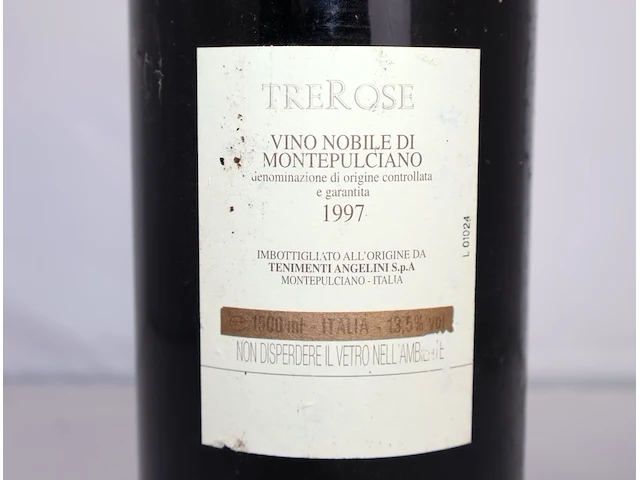 TREROSE
VINO NOBILE DI
MONTEPULCIANO
denominazione di origine controllata
e garantita
1997
IMBOTTIGLIATO ALL'ORIGINE DA
TENIMENTI ANGELINI S.p.A
MONTEPULCIANO - ITALIA
e 1500 ml - ITALIA - 13,5% vol
NON DISPERDERE IL VETRO NELL'AMBIENTE
L 01024